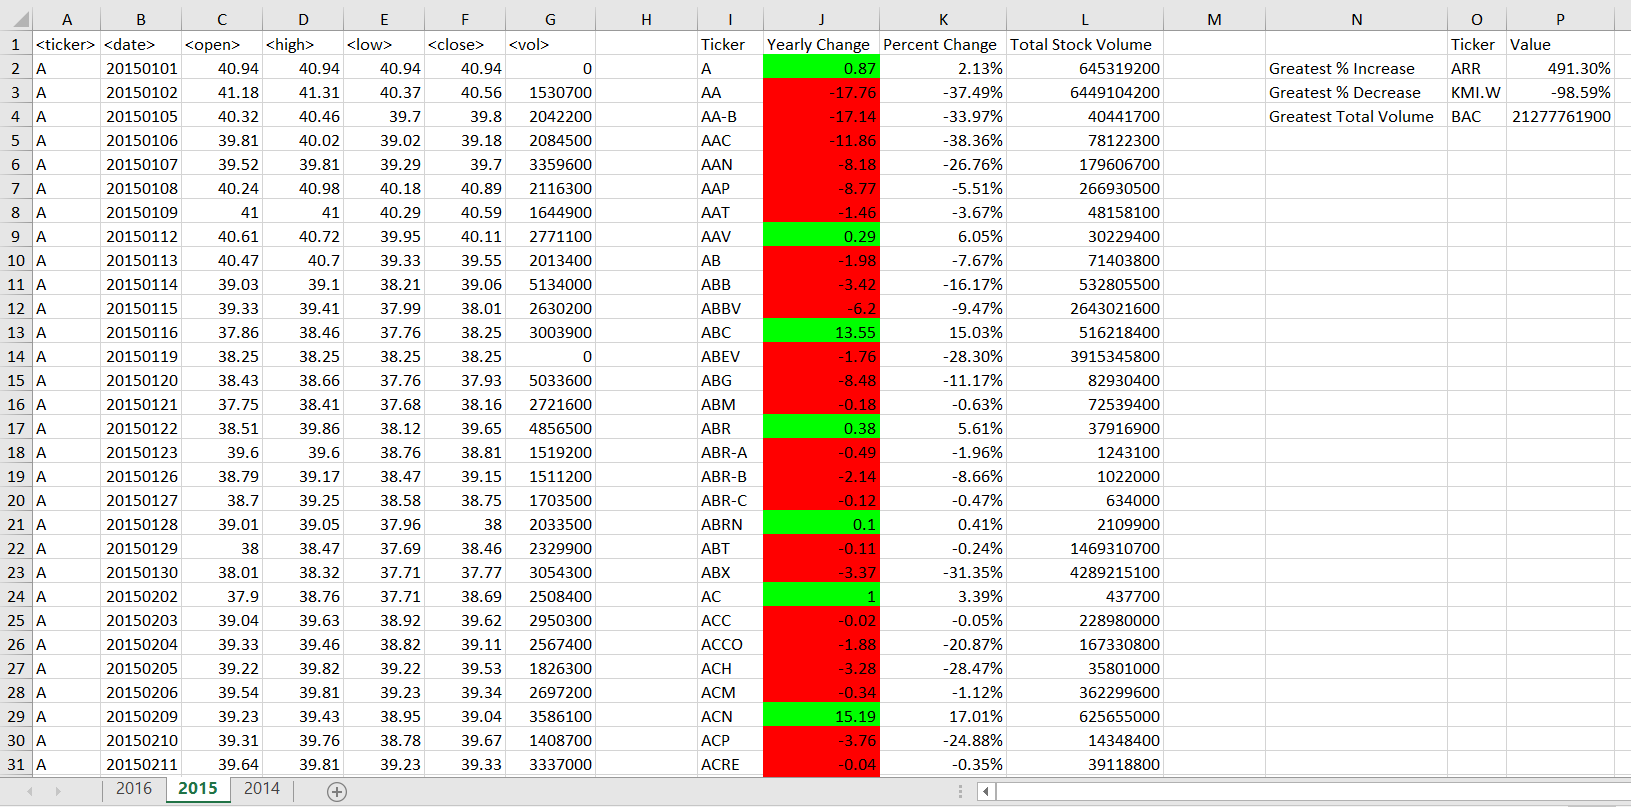 A B C D E F G H I J K L M N O P
1 <ticker> <date> <open> <high> <low> <close> <vol> Ticker Yearly Change Percent Change Total Stock Volume Ticker Value
2 A 20150101 40.94 40.94 40.94 40.94 0 A 0.87 2.13% 645319200 Greatest % Increase ARR 491.30%
3 A 20150102 41.18 41.31 40.37 40.56 1530700 AA -17.76 -37.49% 6449104200 Greatest % Decrease KMI.W -98.59%
4 A 20150105 40.32 40.46 39.7 39.8 2042200 AA-B -17.14 -33.97% 40441700 Greatest Total Volume BAC 21277761900
5 A 20150106 39.81 40.02 39.02 39.18 2084500 AAC -11.86 -38.36% 78122300
6 A 20150107 39.52 39.81 39.29 39.7 3359600 AAN -8.18 -26.76% 179606700
7 A 20150108 40.24 40.98 40.18 40.89 2116300 AAP -8.77 -5.51% 266930500
8 A 20150109 41 41 40.29 40.59 1644900 AAT -1.46 -3.67% 48158100
9 A 20150112 40.61 40.72 39.95 40.11 2771100 AAV 0.29 6.05% 30229400
10 A 20150113 40.47 40.7 39.33 39.55 2013400 AB -1.98 -7.67% 71403800
11 A 20150114 39.03 39.1 38.21 39.06 5134000 ABB -3.42 -16.17% 532805500
12 A 20150115 39.33 39.41 37.99 38.01 2630200 ABBV -6.2 -9.47% 2643021600
13 A 20150116 37.86 38.46 37.76 38.25 3003900 ABC 13.55 15.03% 516218400
14 A 20150119 38.25 38.25 38.25 38.25 0 ABEV -1.76 -28.30% 3915345800
15 A 20150120 38.43 38.66 37.76 37.93 5033600 ABG -8.48 -11.17% 82930400
16 A 20150121 37.75 38.41 37.68 38.16 2721600 ABM -0.18 -0.63% 72539400
17 A 20150122 38.51 39.86 38.12 39.65 4856500 ABR 0.38 5.61% 37916900
18 A 20150123 39.6 39.6 38.76 38.81 1519200 ABR-A -0.49 -1.96% 1243100
19 A 20150126 38.79 39.17 38.47 39.15 1511200 ABR-B -2.14 -8.66% 1022000
20 A 20150127 38.7 39.25 38.58 38.75 1703500 ABR-C -0.12 -0.47% 634000
21 A 20150128 39.01 39.05 37.96 38 2033500 ABRN 0.1 0.41% 2109900
22 A 20150129 38 38.47 37.69 38.46 2329900 ABT -0.11 -0.24% 1469310700
23 A 20150130 38.01 38.32 37.71 37.77 3054300 ABX -3.37 -31.35% 4289215100
24 A 20150202 37.9 38.76 37.71 38.69 2508400 AC 1 3.39% 437700
25 A 20150203 39.04 39.63 38.92 39.62 2950300 ACC -0.02 -0.05% 228980000
26 A 20150204 39.33 39.46 38.82 39.11 2567400 ACCO -1.88 -20.87% 167330800
27 A 20150205 39.22 39.82 39.22 39.53 1826300 ACH -3.28 -28.47% 35801000
28 A 20150206 39.54 39.81 39.23 39.34 2697200 ACM -0.34 -1.12% 362299600
29 A 20150209 39.23 39.43 38.95 39.04 3586100 ACN 15.19 17.01% 625655000
30 A 20150210 39.31 39.76 38.78 39.67 1408700 ACP -3.76 -24.88% 14348400
31 A 20150211 39.64 39.81 39.23 39.33 3337000 ACRE -0.04 -0.35% 39118800
2016 2015 2014